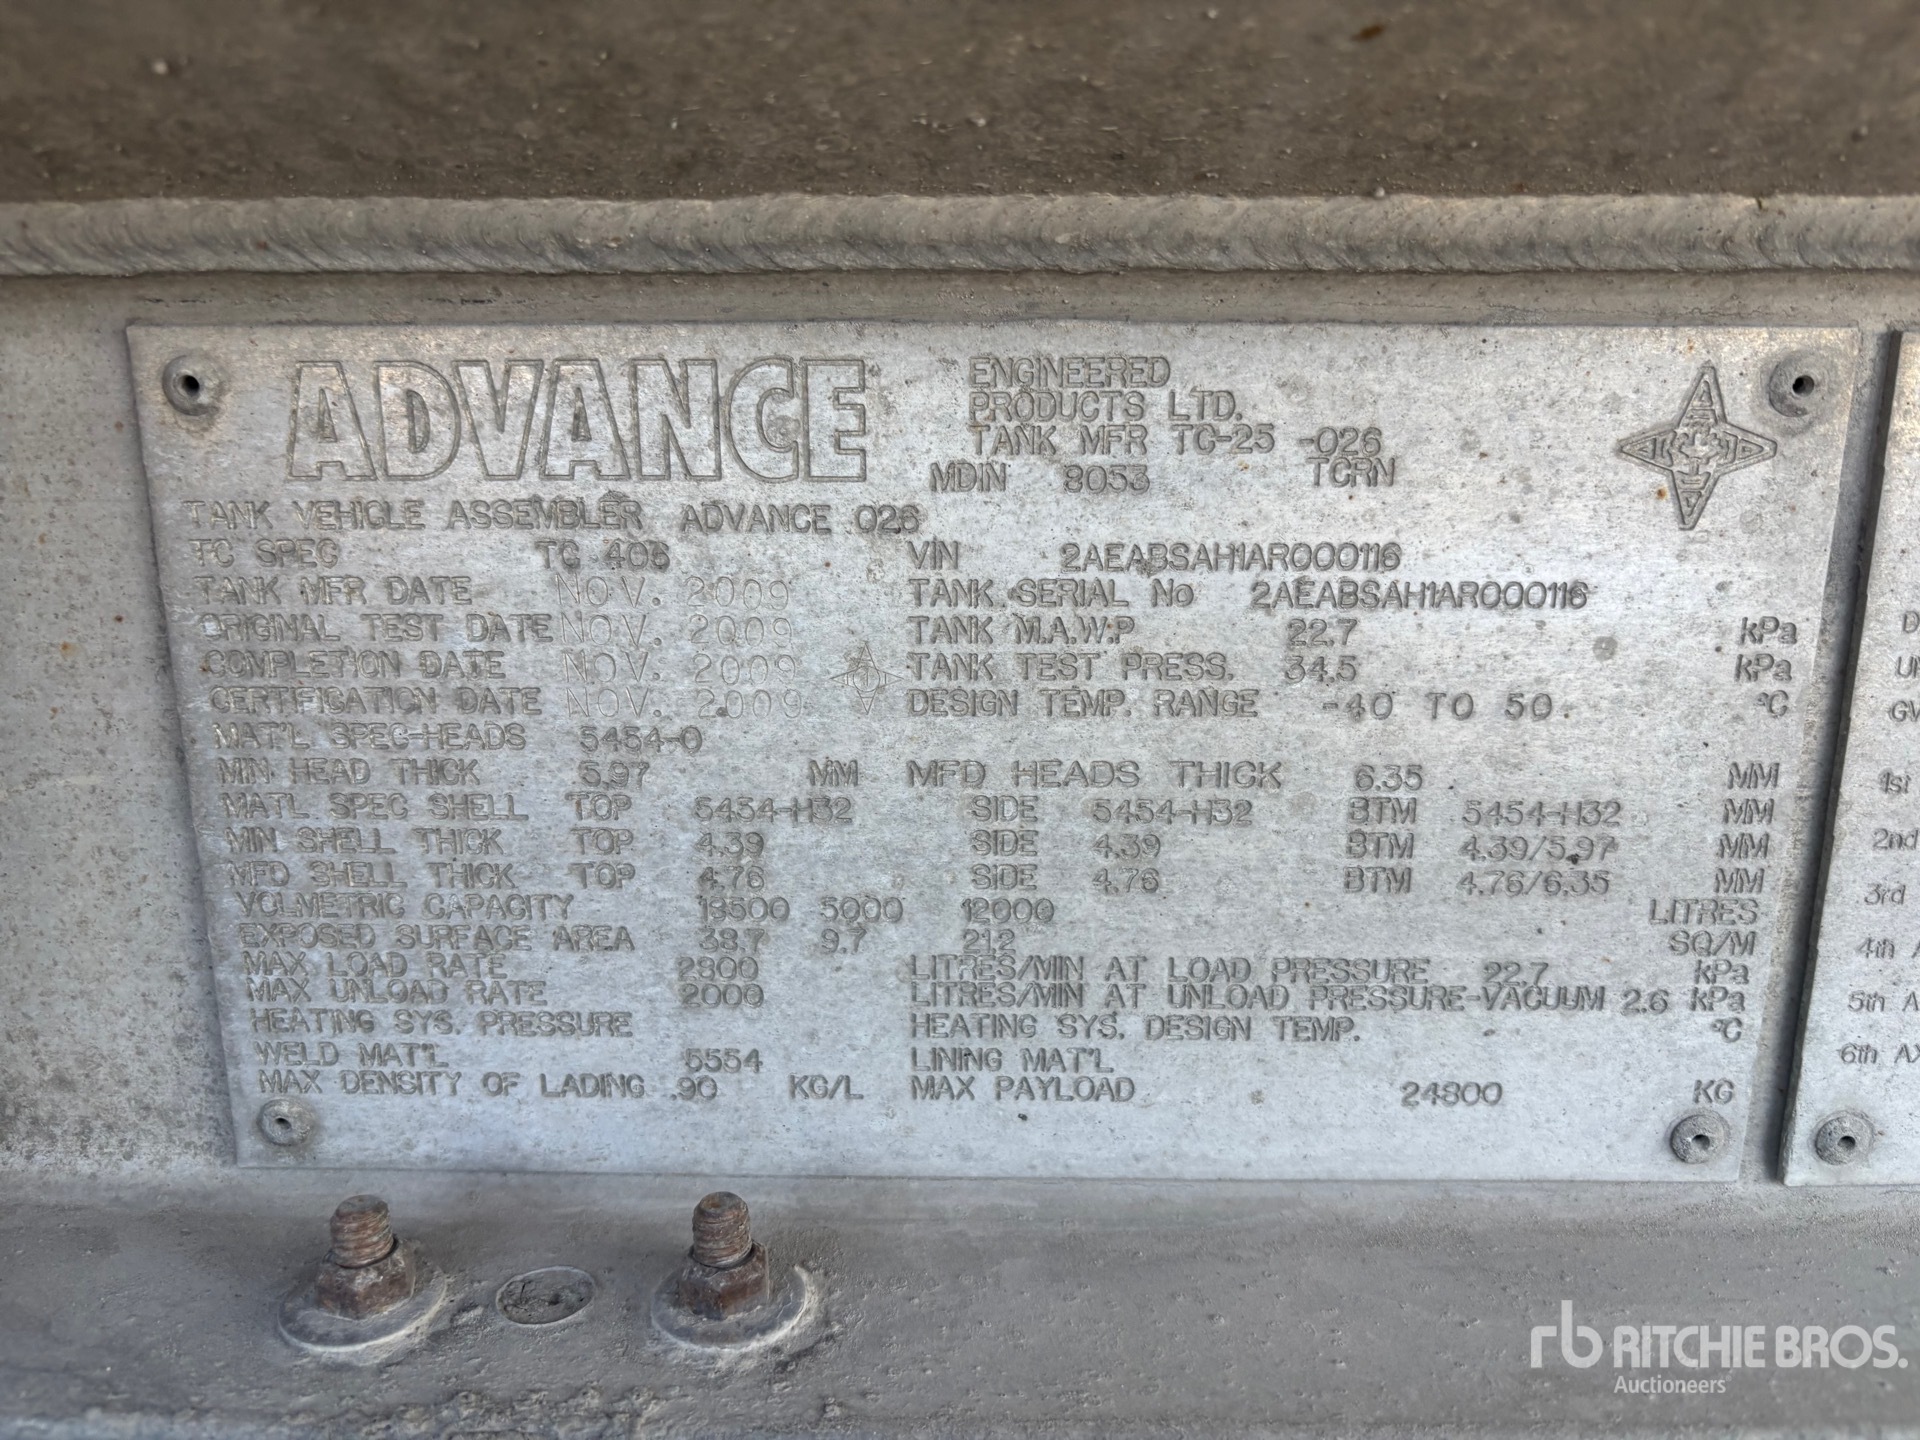 ADVANCE
ENGINEERED
PRODUCTS LTD.
TANK MFR TC-25 -026
MDIN 8053 TCRN
TANK VEHICLE ASSEMBLER ADVANCE 026
TC SPEC TC 406 VIN 2AEABSAH1AR000116
TANK MFR DATE NOV. 2009 TANK SERIAL No 2AEABSAH1AR000116
ORIGINAL TEST DATE NOV. 2009 TANK M.A.W.P 22.7 kPa
COMPLETION DATE NOV. 2009 TANK TEST PRESS. 34.5 kPa
CERTIFICATION DATE NOV. 2009 DESIGN TEMP. RANGE -40 TO 50 °C
MAT'L SPEC-HEADS 5454-0
MIN HEAD THICK 5.97 MM MFD HEADS THICK 6.35 MM
MATL SPEC SHELL TOP 5454-H32 SIDE 5454-H32 BTM 5454-H32 MM
MIN SHELL THICK TOP 4.39 SIDE 4.39 BTM 4.39/5.97 MM
MFD SHELL THICK TOP 4.76 SIDE 4.76 BTM 4.76/6.35 MM
VOLMETRIC CAPACITY 18500 5000 12000 LITRES
EXPOSED SURFACE AREA 38.7 9.7 21.2 SQ/M
MAX LOAD RATE 2800 LITRES/MIN AT LOAD PRESSURE 22.7 kPa
MAX UNLOAD RATE 2000 LITRES/MIN AT UNLOAD PRESSURE-VACUUM 2.6 kPa
HEATING SYS. PRESSURE HEATING SYS. DESIGN TEMP. °C
WELD MAT'L 5554 LINING MAT'L
MAX DENSITY OF LADING .90 KG/L MAX PAYLOAD 24800 KG
1st
2nd
3rd
4th A
5th A
6th AX
rb RITCHIE BROS.
Auctioneers